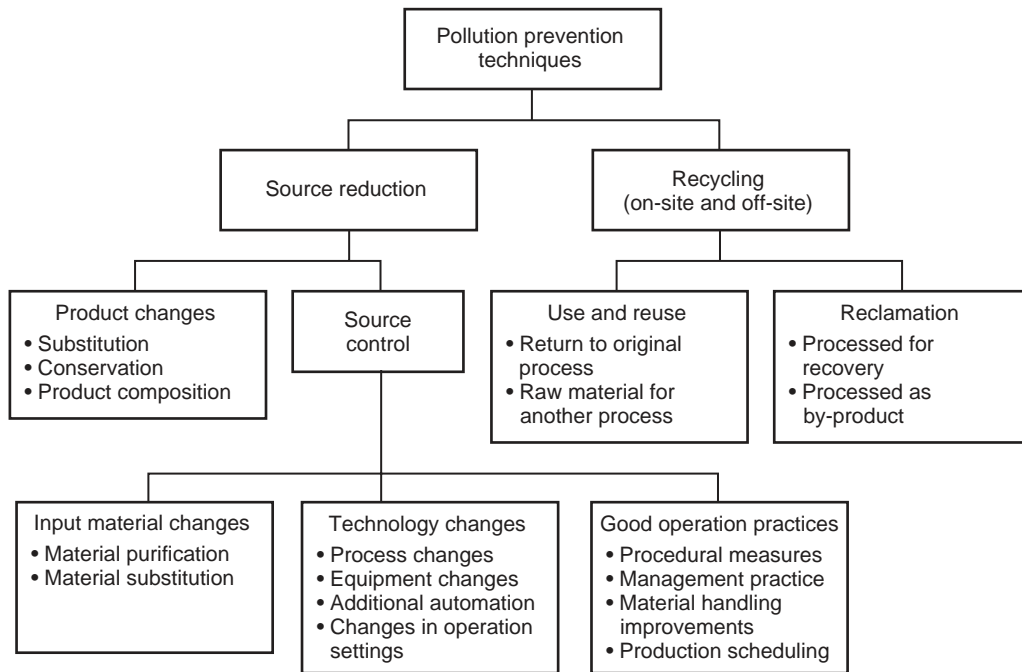 Pollution prevention
techniques
Source reduction
Recycling
(on-site and off-site)
Product changes
• Substitution
• Conservation
• Product composition
Source
control
Use and reuse
• Return to original
process
• Raw material for
another process
Reclamation
• Processed for
recovery
• Processed as
by-product
Input material changes
• Material purification
• Material substitution
Technology changes
• Process changes
• Equipment changes
• Additional automation
• Changes in operation
settings
Good operation practices
• Procedural measures
• Management practice
• Material handling
improvements
• Production scheduling